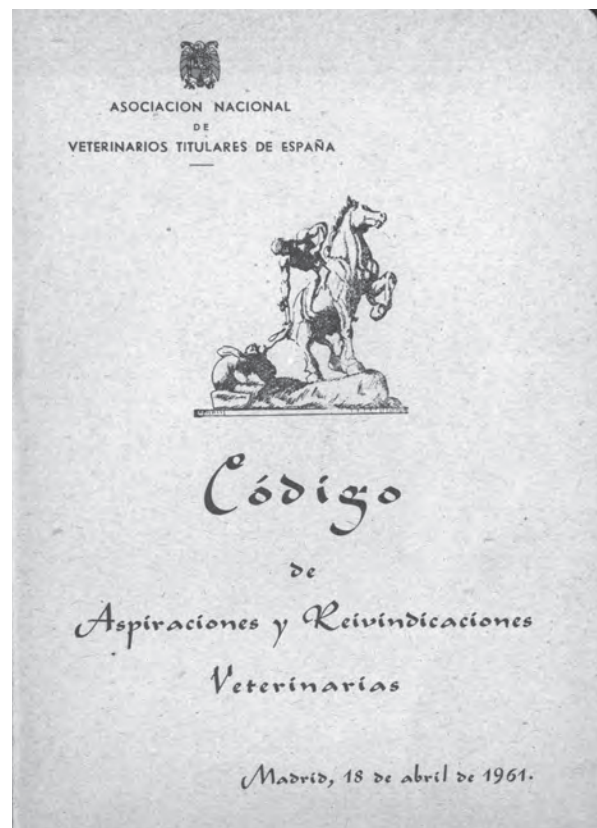 ASOCIACION NACIONAL
DE
VETERINARIOS TITULARES DE ESPAÑA
Código
de
Aspiraciones y Reivindicaciones
Veterinarias
Madrid, 18 de abril de 1961.